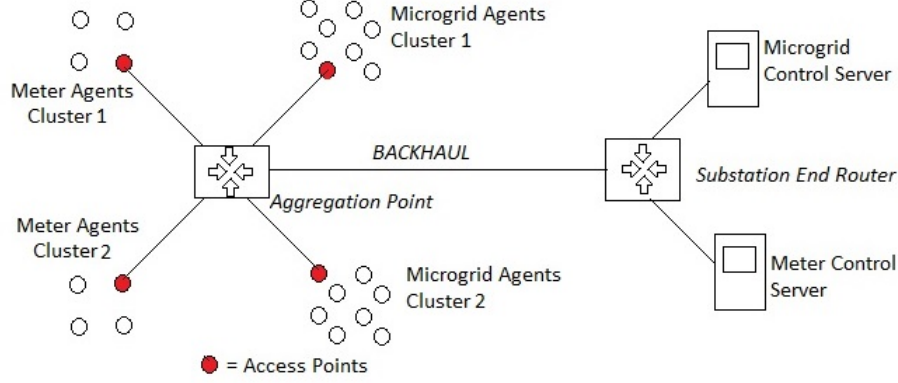 Microgrid Agents
Cluster 1
Meter Agents
Cluster 1
Microgrid
Control Server
BACKHAUL
Substation End Router
Aggregation Point
Meter Agents
Cluster 2
Microgrid Agents
Cluster 2
Meter Control
Server
= Access Points